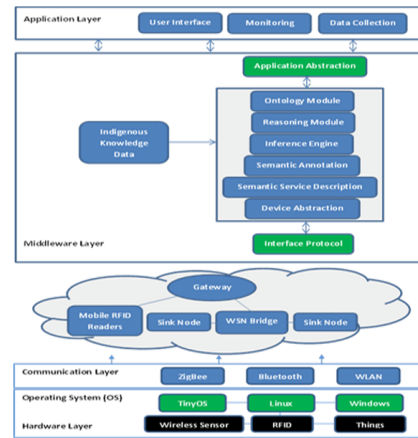 Application Layer
User Interface
Monitoring
Data Collection
Application Abstraction
Ontology Module
Reasoning Module
Inference Engine
Semantic Annotation
Semantic Service Description
Device Abstraction
Indigenous
Knowledge
Data
Middleware Layer
Interface Protocol
Gateway
Mobile RFID
Readers
Sink Node
WSN Bridge
Sink Node
Communication Layer
ZigBee
Bluetooth
WLAN
Operating System (OS)
TinyOS
Linux
Windows
Hardware Layer
Wireless Sensor
RFID
Things